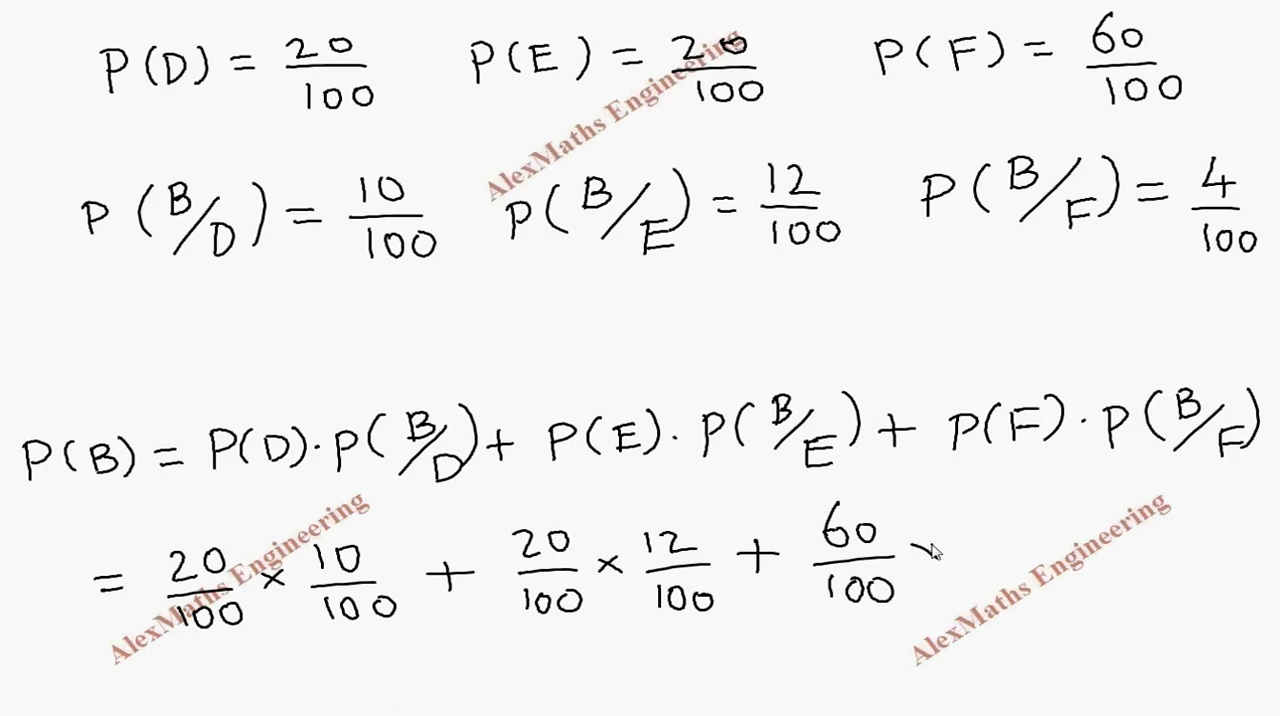 P(D) = 20/100 P(E) = 20/100 P(F) = 60/100
AlexMaths Engineering
P(B/D) = 10/100 P(B/E) = 12/100 P(B/F) = 4/100
P(B) = P(D)·P(B/D) + P(E)·P(B/E) + P(F)·P(B/F)
= 20/100 × 10/100 + 20/100 × 12/100 + 60/100
AlexMaths Engineering
AlexMaths Engineering